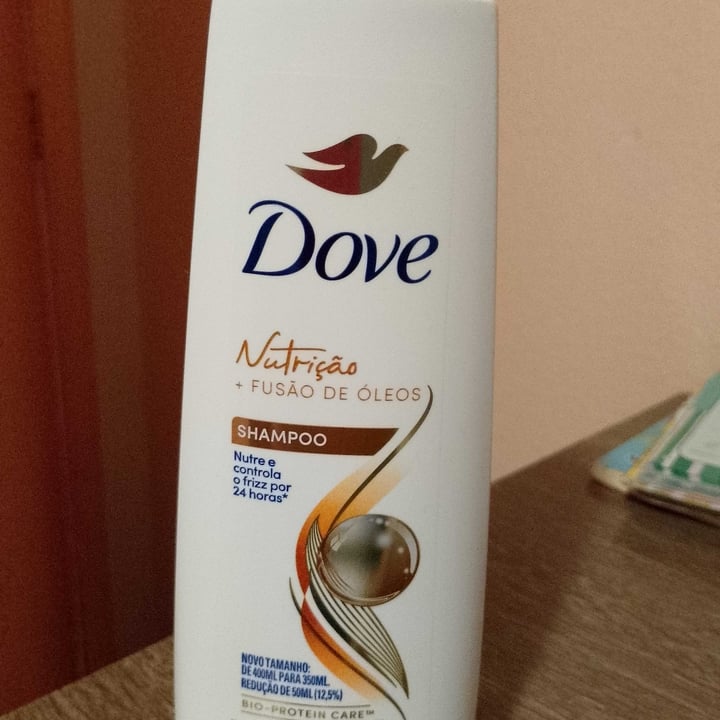 Dove
Nutrição
+ FUSÃO DE ÓLEOS
SHAMPOO
Nutre e
controla
o frizz por
24 horas*
NOVO TAMANHO:
DE 400ML PARA 350ML.
REDUÇÃO DE 50ML (12,5%)
BIO-PROTEIN CARE™